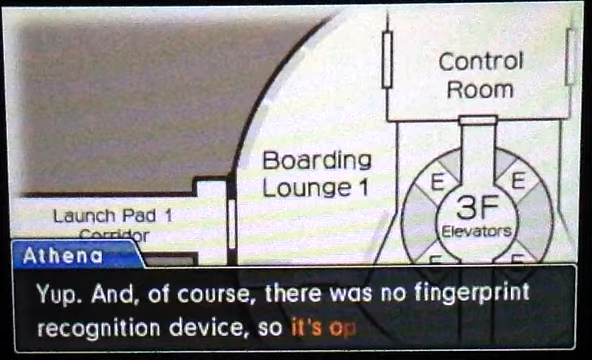 Control
Room
Boarding
Lounge 1
E
E
3F
Elevators
Launch Pad 1
Corridor
E
E
Athena
Yup. And, of course, there was no fingerprint
recognition device, so it's op